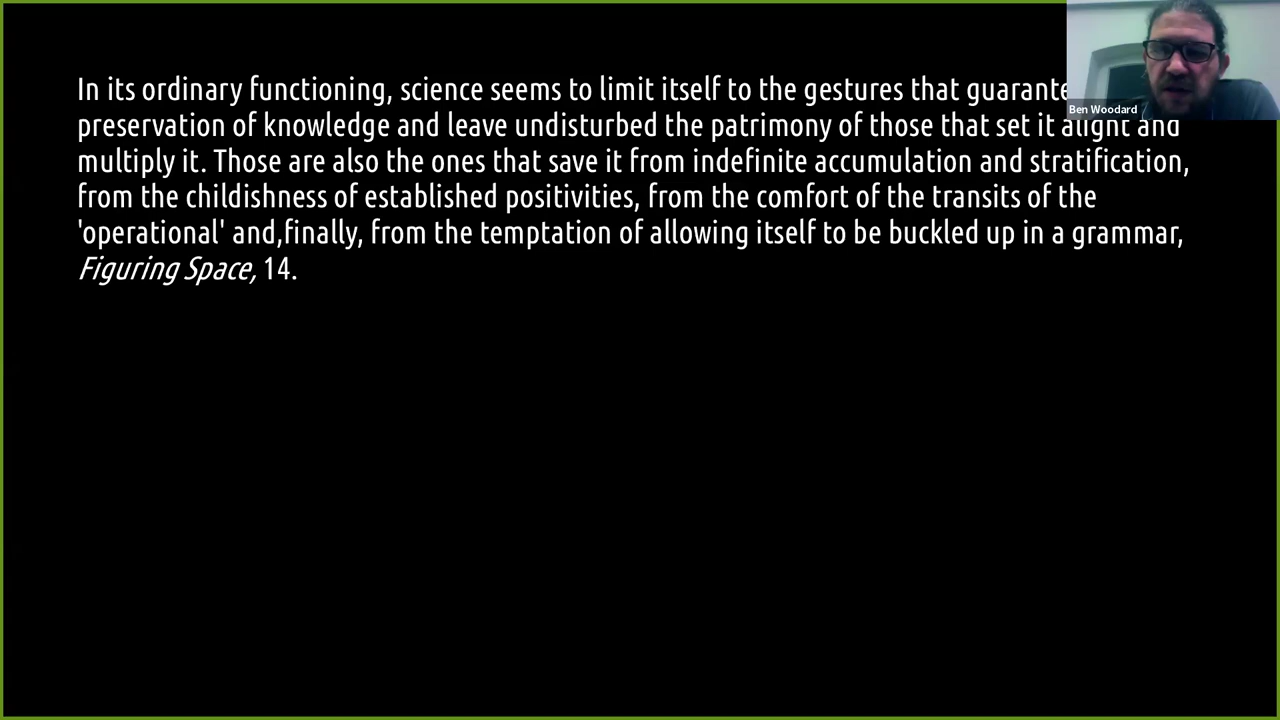 In its ordinary functioning, science seems to limit itself to the gestures that guarante
preservation of knowledge and leave undisturbed the patrimony of those that set it alight and
multiply it. Those are also the ones that save it from indefinite accumulation and stratification,
from the childishness of established positivities, from the comfort of the transits of the
'operational' and,finally, from the temptation of allowing itself to be buckled up in a grammar,
Figuring Space, 14.
Ben Woodard